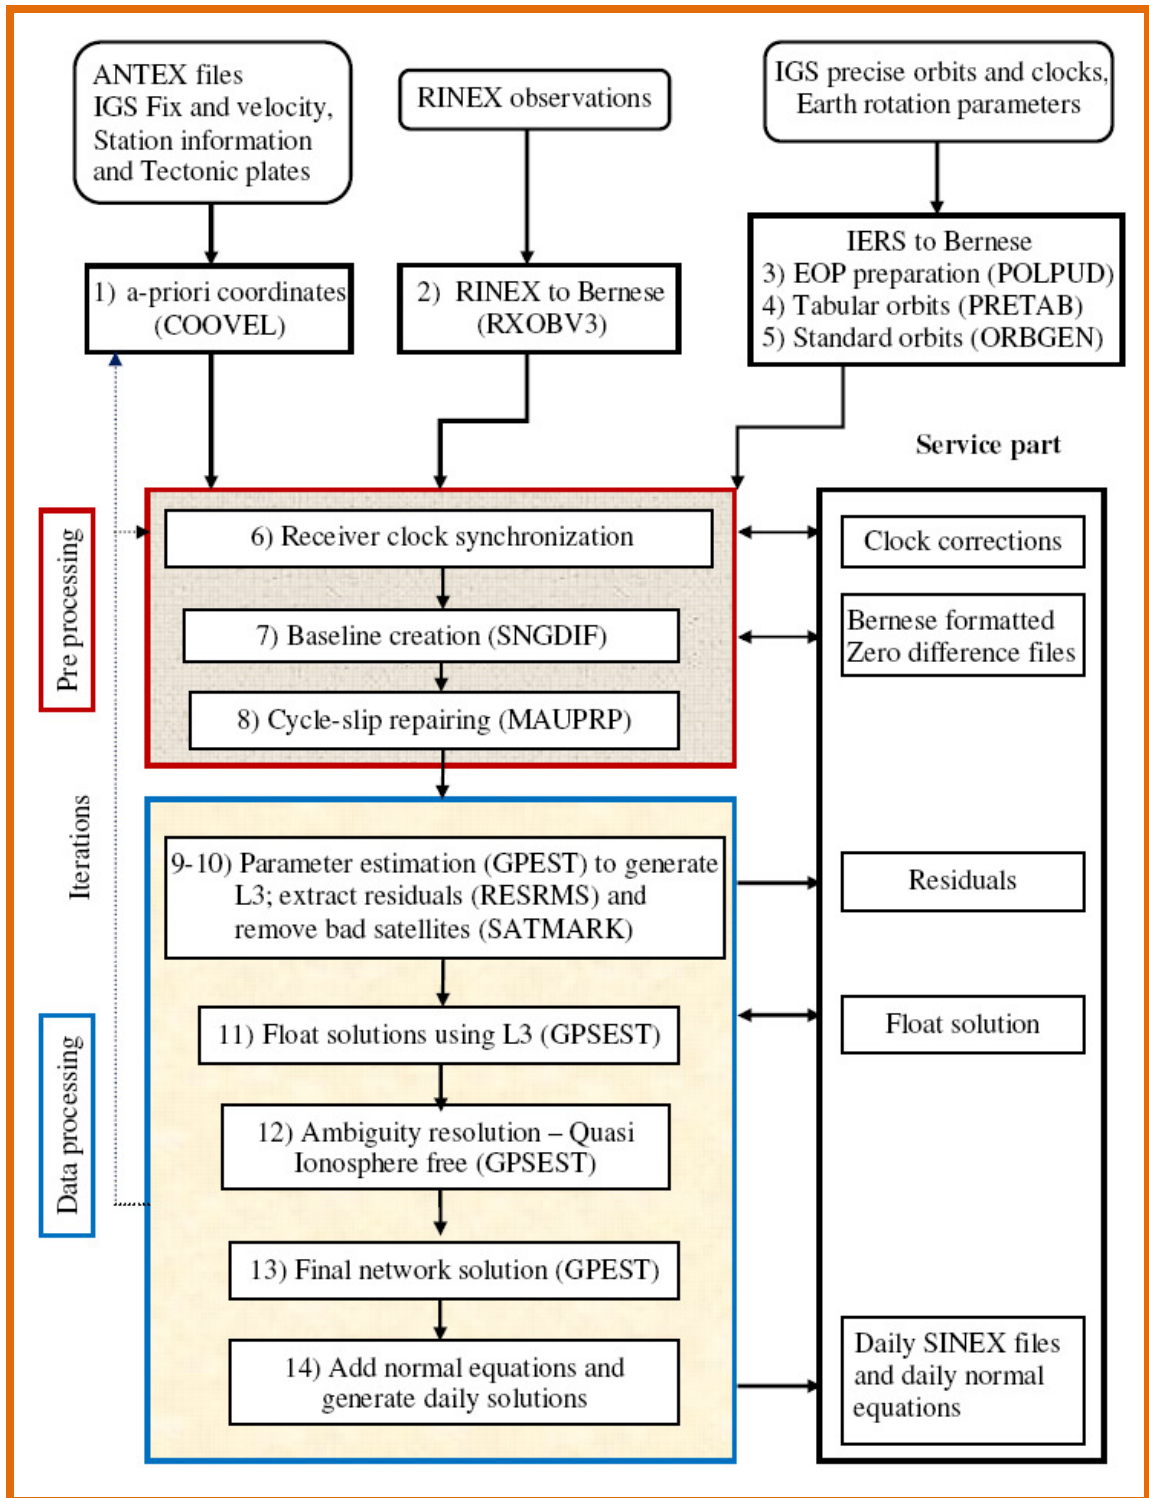 ANTEX files
IGS Fix and velocity,
Station information
and Tectonic plates
RINEX observations
IGS precise orbits and clocks,
Earth rotation parameters
1) a-priori coordinates
(COOVEL)
2) RINEX to Bernese
(RXOBV3)
IERS to Bernese
3) EOP preparation (POLPUD)
4) Tabular orbits (PRETAB)
5) Standard orbits (ORBGEN)
Service part
Pre processing
6) Receiver clock synchronization
7) Baseline creation (SNGDIF)
8) Cycle-slip repairing (MAUPRP)
Clock corrections
Bernese formatted
Zero difference files
Iterations
Data processing
9-10) Parameter estimation (GPEST) to generate
L3; extract residuals (RESRMS) and
remove bad satellites (SATMARK)
11) Float solutions using L3 (GPSEST)
12) Ambiguity resolution – Quasi
Ionosphere free (GPSEST)
13) Final network solution (GPEST)
14) Add normal equations and
generate daily solutions
Residuals
Float solution
Daily SINEX files
and daily normal
equations